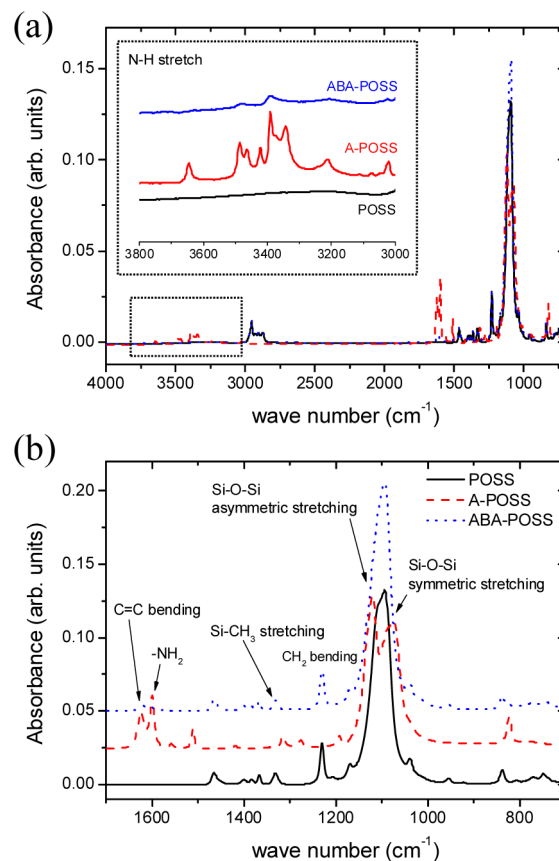 (a)
N-H stretch
ABA-POSS
A-POSS
POSS
3800 3600 3400 3200 3000
0.15
0.10
0.05
0.00
Absorbance (arb. units)
4000 3500 3000 2500 2000 1500 1000
wave number (cm⁻¹)
(b)
POSS
A-POSS
ABA-POSS
Si-O-Si
asymmetric stretching
Si-O-Si
symmetric stretching
C=C bending
-NH₂
Si-CH₃ stretching
CH₂ bending
0.20
0.15
0.10
0.05
0.00
Absorbance (arb. units)
1600 1400 1200 1000 800
wave number (cm⁻¹)